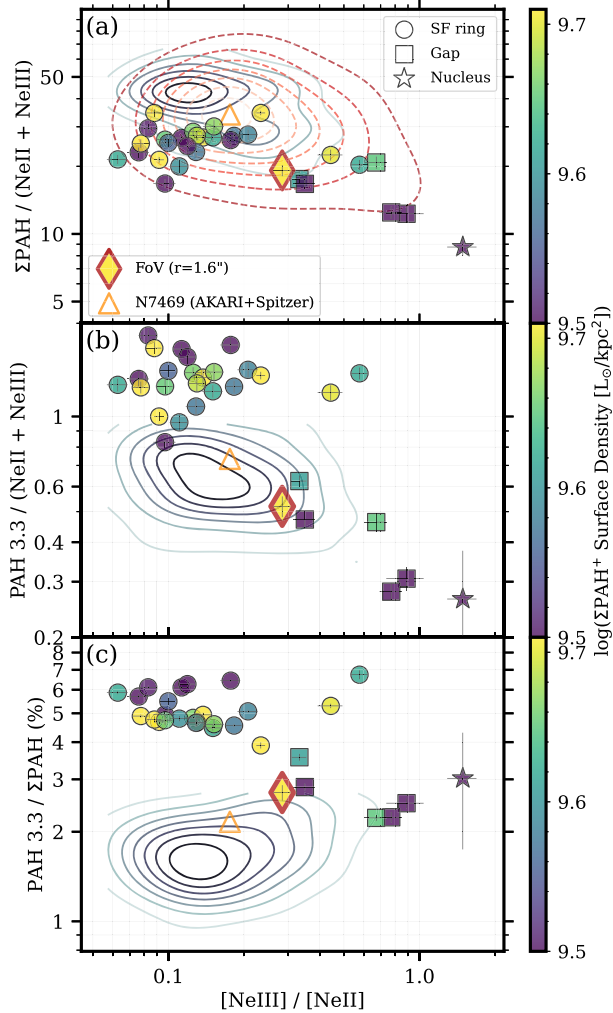 (a)
SF ring
Gap
Nucleus
50
10
5
ΣPAH / (NeII + NeIII)
FoV (r=1.6")
N7469 (AKARI+Spitzer)
9.7
9.6
9.5
(b)
1
0.6
0.4
0.3
0.2
PAH 3.3 / (NeII + NeIII)
9.7
9.6
9.5
log(ΣPAH⁺ Surface Density [L☉/kpc²]
(c)
8
7
6
5
4
3
2
1
PAH 3.3 / ΣPAH (%)
9.7
9.6
9.5
0.1
1.0
[NeIII] / [NeII]